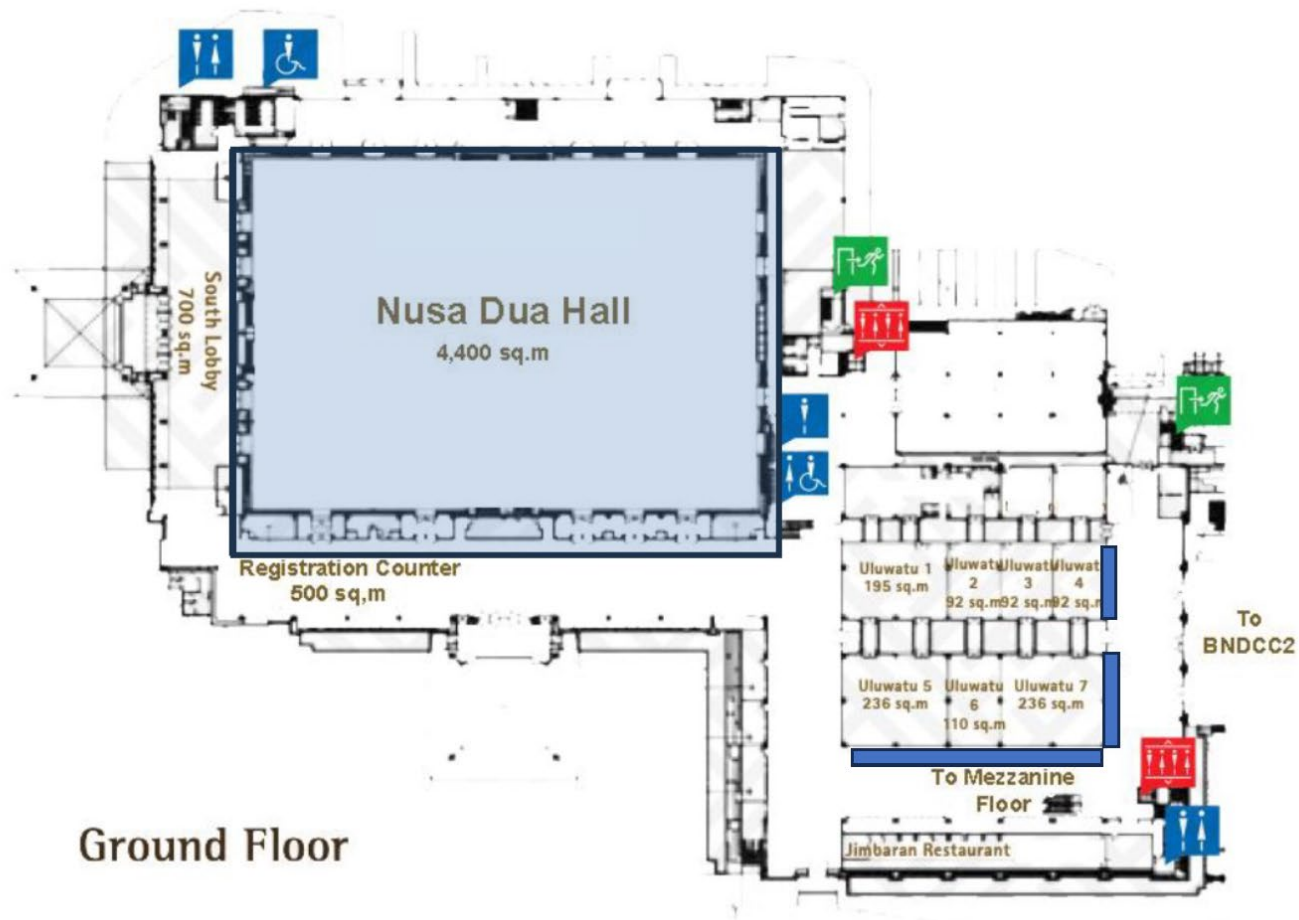 South Lobby
700 sq.m
Nusa Dua Hall
4,400 sq.m
Registration Counter
500 sq,m
Uluwatu 1
195 sq.m
Uluwatu
2
92 sq.m
Uluwat
3
92 sq.m
Uluwat
4
92 sq.m
To
BNDCC2
Uluwatu 5
236 sq.m
Uluwatu
6
110 sq.m
Uluwatu 7
236 sq.m
To Mezzanine
Floor
Jimbaran Restaurant
Ground Floor